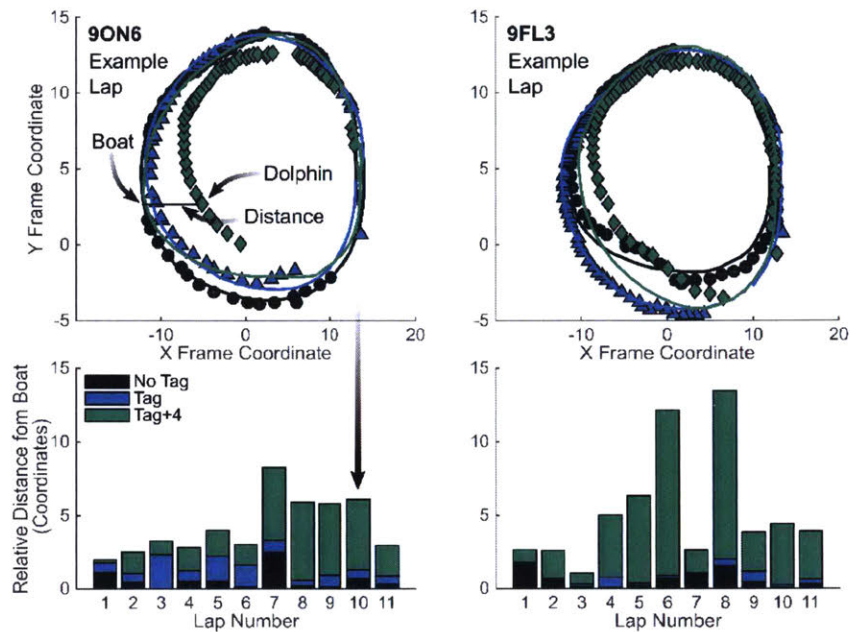 9ON6
Example
Lap
Boat
Dolphin
Distance
Y Frame Coordinate
15
10
5
0
-5
-10
0
10
20
X Frame Coordinate
9FL3
Example
Lap
15
10
5
0
-5
-10
0
10
20
X Frame Coordinate
No Tag
Tag
Tag+4
Relative Distance fom Boat
(Coordinates)
15
10
5
0
1 2 3 4 5 6 7 8 9 10 11
Lap Number
15
10
5
0
1 2 3 4 5 6 7 8 9 10 11
Lap Number